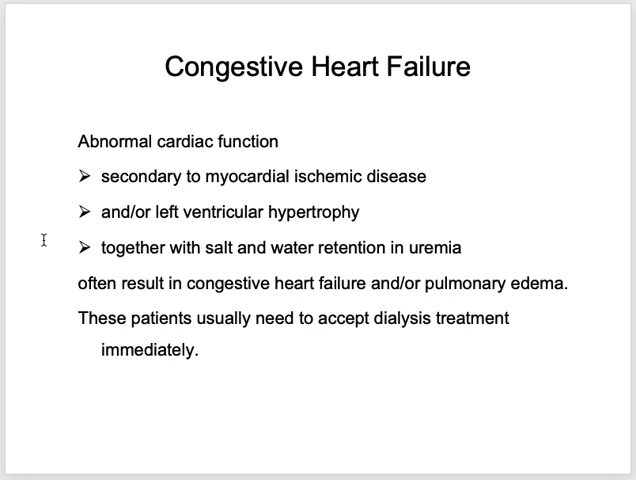 Congestive Heart Failure
Abnormal cardiac function
➢ secondary to myocardial ischemic disease
➢ and/or left ventricular hypertrophy
➢ together with salt and water retention in uremia
often result in congestive heart failure and/or pulmonary edema.
These patients usually need to accept dialysis treatment
immediately.